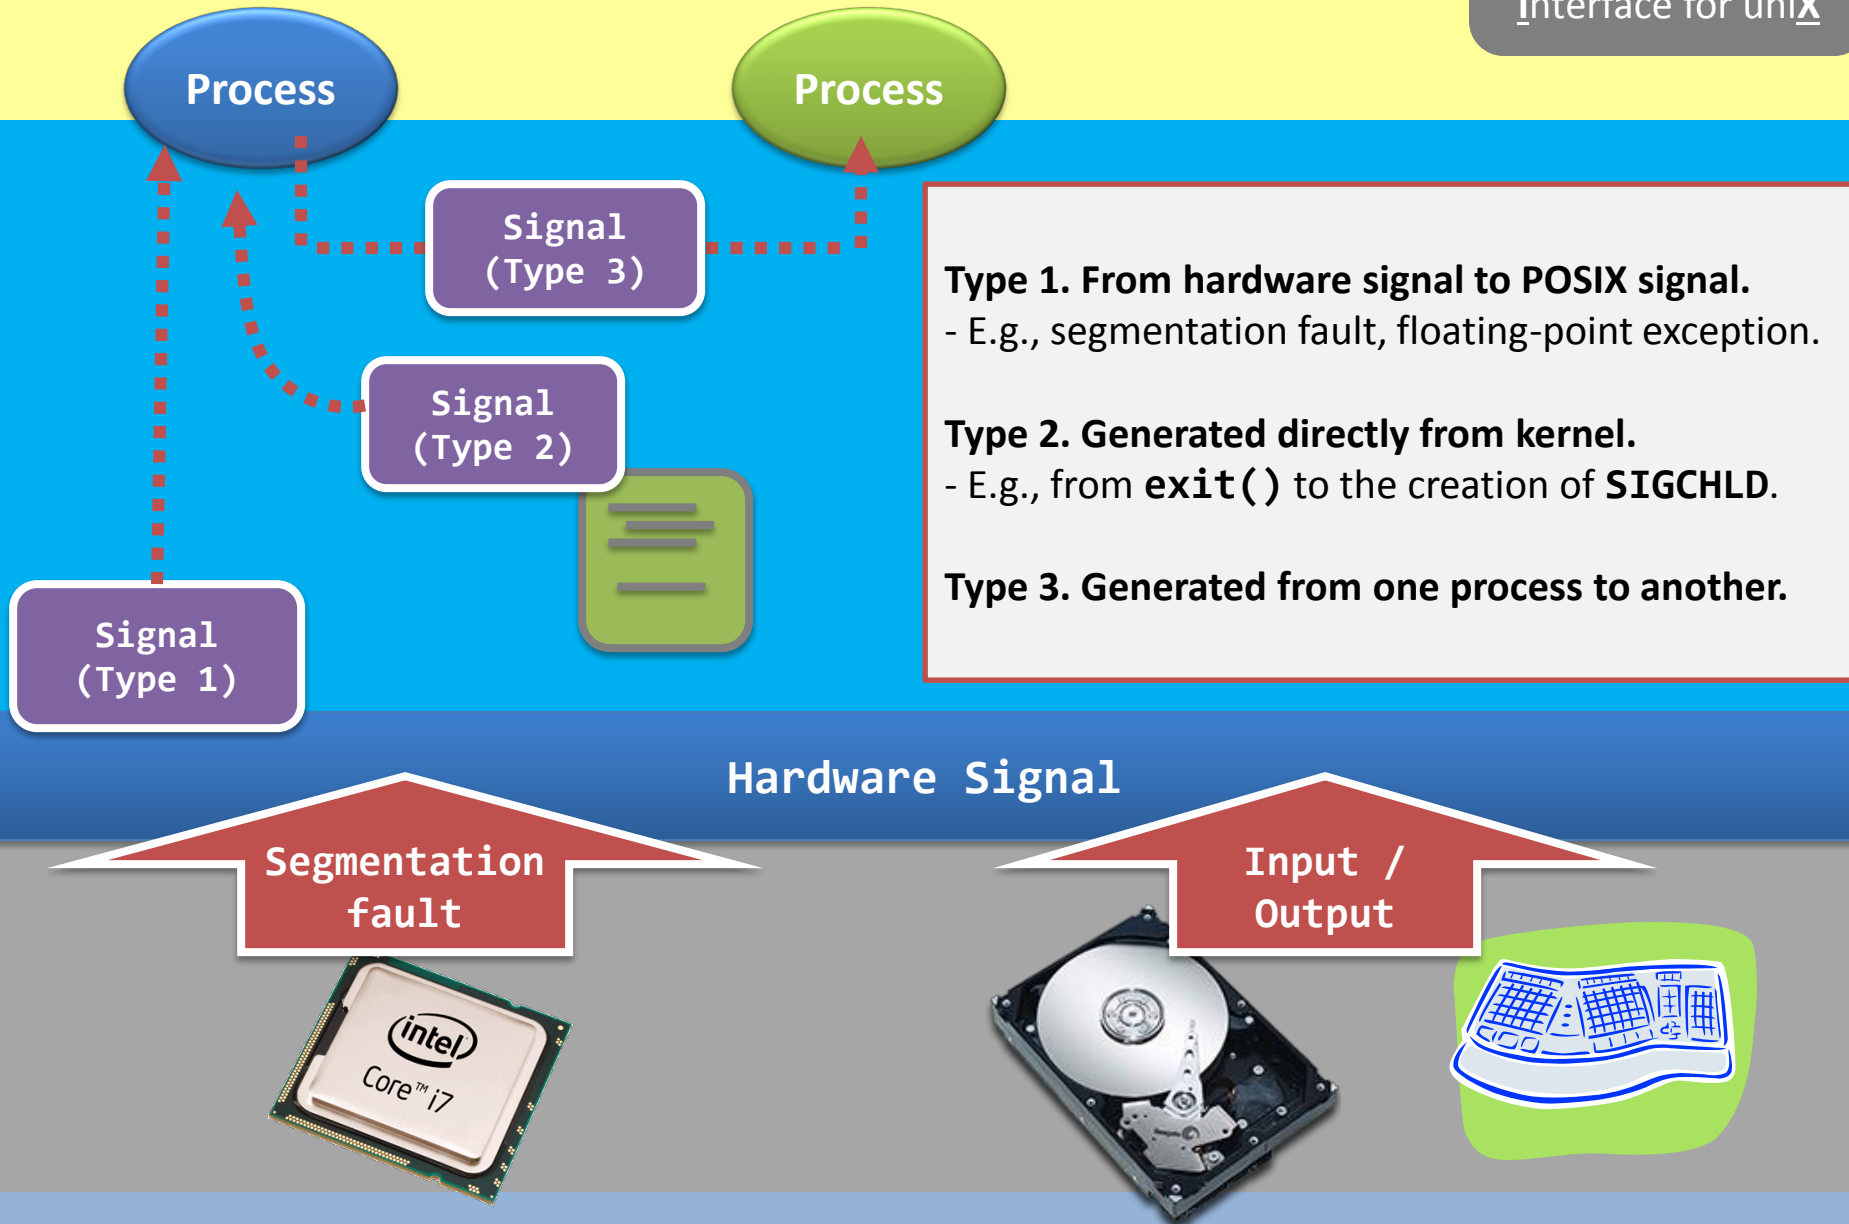 Interface for uniX
Process
Process
Signal
(Type 3)
Signal
(Type 2)
Signal
(Type 1)
Type 1. From hardware signal to POSIX signal.
- E.g., segmentation fault, floating-point exception.
Type 2. Generated directly from kernel.
- E.g., from exit() to the creation of SIGCHLD.
Type 3. Generated from one process to another.
Hardware Signal
Segmentation
fault
Input /
Output
intel
Core™ i7